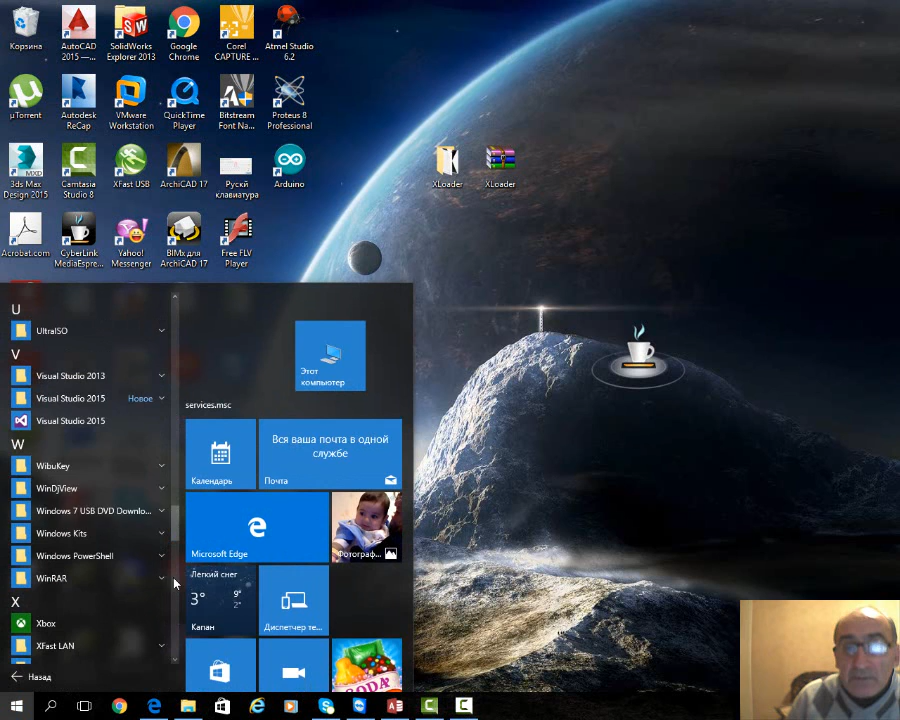 Корзина
AutoCAD
2015 —...
SolidWorks
Explorer 2013
Google
Chrome
Corel
CAPTURE ...
Atmel Studio
6.2
µTorrent
Autodesk
ReCap
VMware
Workstation
QuickTime
Player
Bitstream
Font Na...
Proteus 8
Professional
3ds Max
Design 2015
Camtasia
Studio 8
XFast USB
ArchiCAD 17
Рускй
клавиатура
Arduino
XLoader
XLoader
Acrobat.com
CyberLink
MediaEspre...
Yahoo!
Messenger
BIMx для
ArchiCAD 17
Free FLV
Player
U
UltraISO
V
Visual Studio 2013
Visual Studio 2015 Новое
Visual Studio 2015
W
WibuKey
WinDjView
Windows 7 USB DVD Downlo...
Windows Kits
Windows PowerShell
WinRAR
X
Xbox
XFast LAN
Назад
Этот
компьютер
services.msc
Календарь
Вся ваша почта в одной
службе
Почта
Microsoft Edge
Фотограф...
Легкий снег
3° 9°
2°
Капан
Диспетчер те...
SODA